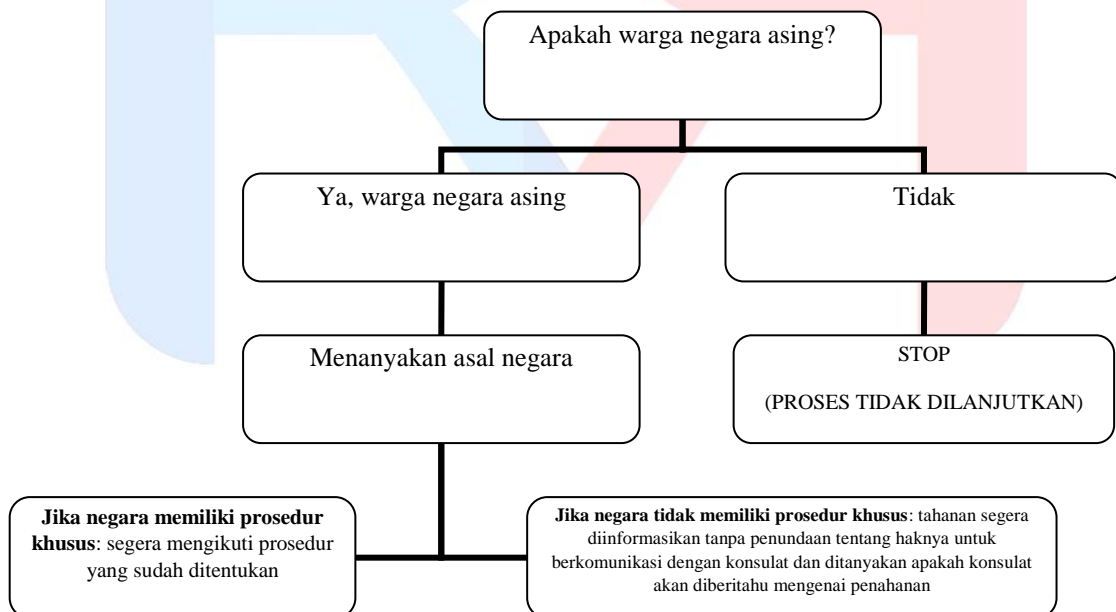 Apakah warga negara asing?
Ya, warga negara asing
Tidak
Menanyakan asal negara
STOP
(PROSES TIDAK DILANJUTKAN)
Jika negara memiliki prosedur
khusus: segera mengikuti prosedur
yang sudah ditentukan
Jika negara tidak memiliki prosedur khusus: tahanan segera
diinformasikan tanpa penundaan tentang haknya untuk
berkomunikasi dengan konsulat dan ditanyakan apakah konsulat
akan diberitahu mengenai penahanan